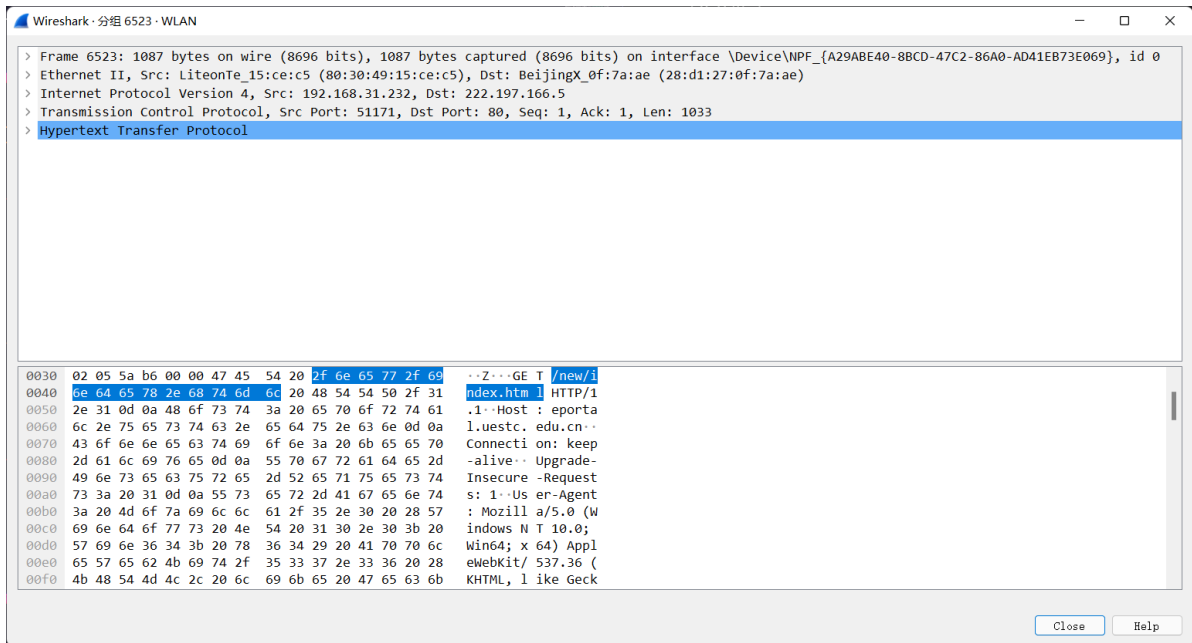 Wireshark · 分组 6523 · WLAN
> Frame 6523: 1087 bytes on wire (8696 bits), 1087 bytes captured (8696 bits) on interface \Device\NPF_{A29ABE40-8BCD-47C2-86A0-AD41EB73E069}, id 0
> Ethernet II, Src: LiteonTe_15:ce:c5 (80:30:49:15:ce:c5), Dst: BeijingX_0f:7a:ae (28:d1:27:0f:7a:ae)
> Internet Protocol Version 4, Src: 192.168.31.232, Dst: 222.197.166.5
> Transmission Control Protocol, Src Port: 51171, Dst Port: 80, Seq: 1, Ack: 1, Len: 1033
> Hypertext Transfer Protocol
0030 02 05 5a b6 00 00 47 45 54 20 2f 6e 65 77 2f 69 ··Z···GE T /new/i
0040 6e 64 65 78 2e 68 74 6d 6c 20 48 54 54 50 2f 31 ndex.htm l HTTP/1
0050 2e 31 0d 0a 48 6f 73 74 3a 20 65 70 6f 72 74 61 .1··Host : eporta
0060 6c 2e 75 65 73 74 63 2e 65 64 75 2e 63 6e 0d 0a l.uestc. edu.cn··
0070 43 6f 6e 6e 65 63 74 69 6f 6e 3a 20 6b 65 65 70 Connecti on: keep
0080 2d 61 6c 69 76 65 0d 0a 55 70 67 72 61 64 65 2d -alive·· Upgrade-
0090 49 6e 73 65 63 75 72 65 2d 52 65 71 75 65 73 74 Insecure -Request
00a0 73 3a 20 31 0d 0a 55 73 65 72 2d 41 67 65 6e 74 s: 1··Us er-Agent
00b0 3a 20 4d 6f 7a 69 6c 6c 61 2f 35 2e 30 20 28 57 : Mozill a/5.0 (W
00c0 69 6e 64 6f 77 73 20 4e 54 20 31 30 2e 30 3b 20 indows N T 10.0;
00d0 57 69 6e 36 34 3b 20 78 36 34 29 20 41 70 70 6c Win64; x 64) Appl
00e0 65 57 65 62 4b 69 74 2f 35 33 37 2e 33 36 20 28 eWebKit/ 537.36 (
00f0 4b 48 54 4d 4c 2c 20 6c 69 6b 65 20 47 65 63 6b KHTML, l ike Geck
Close Help